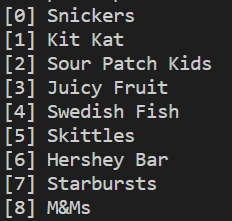 [0] Snickers
[1] Kit Kat
[2] Sour Patch Kids
[3] Juicy Fruit
[4] Swedish Fish
[5] Skittles
[6] Hershey Bar
[7] Starbursts
[8] M&Ms